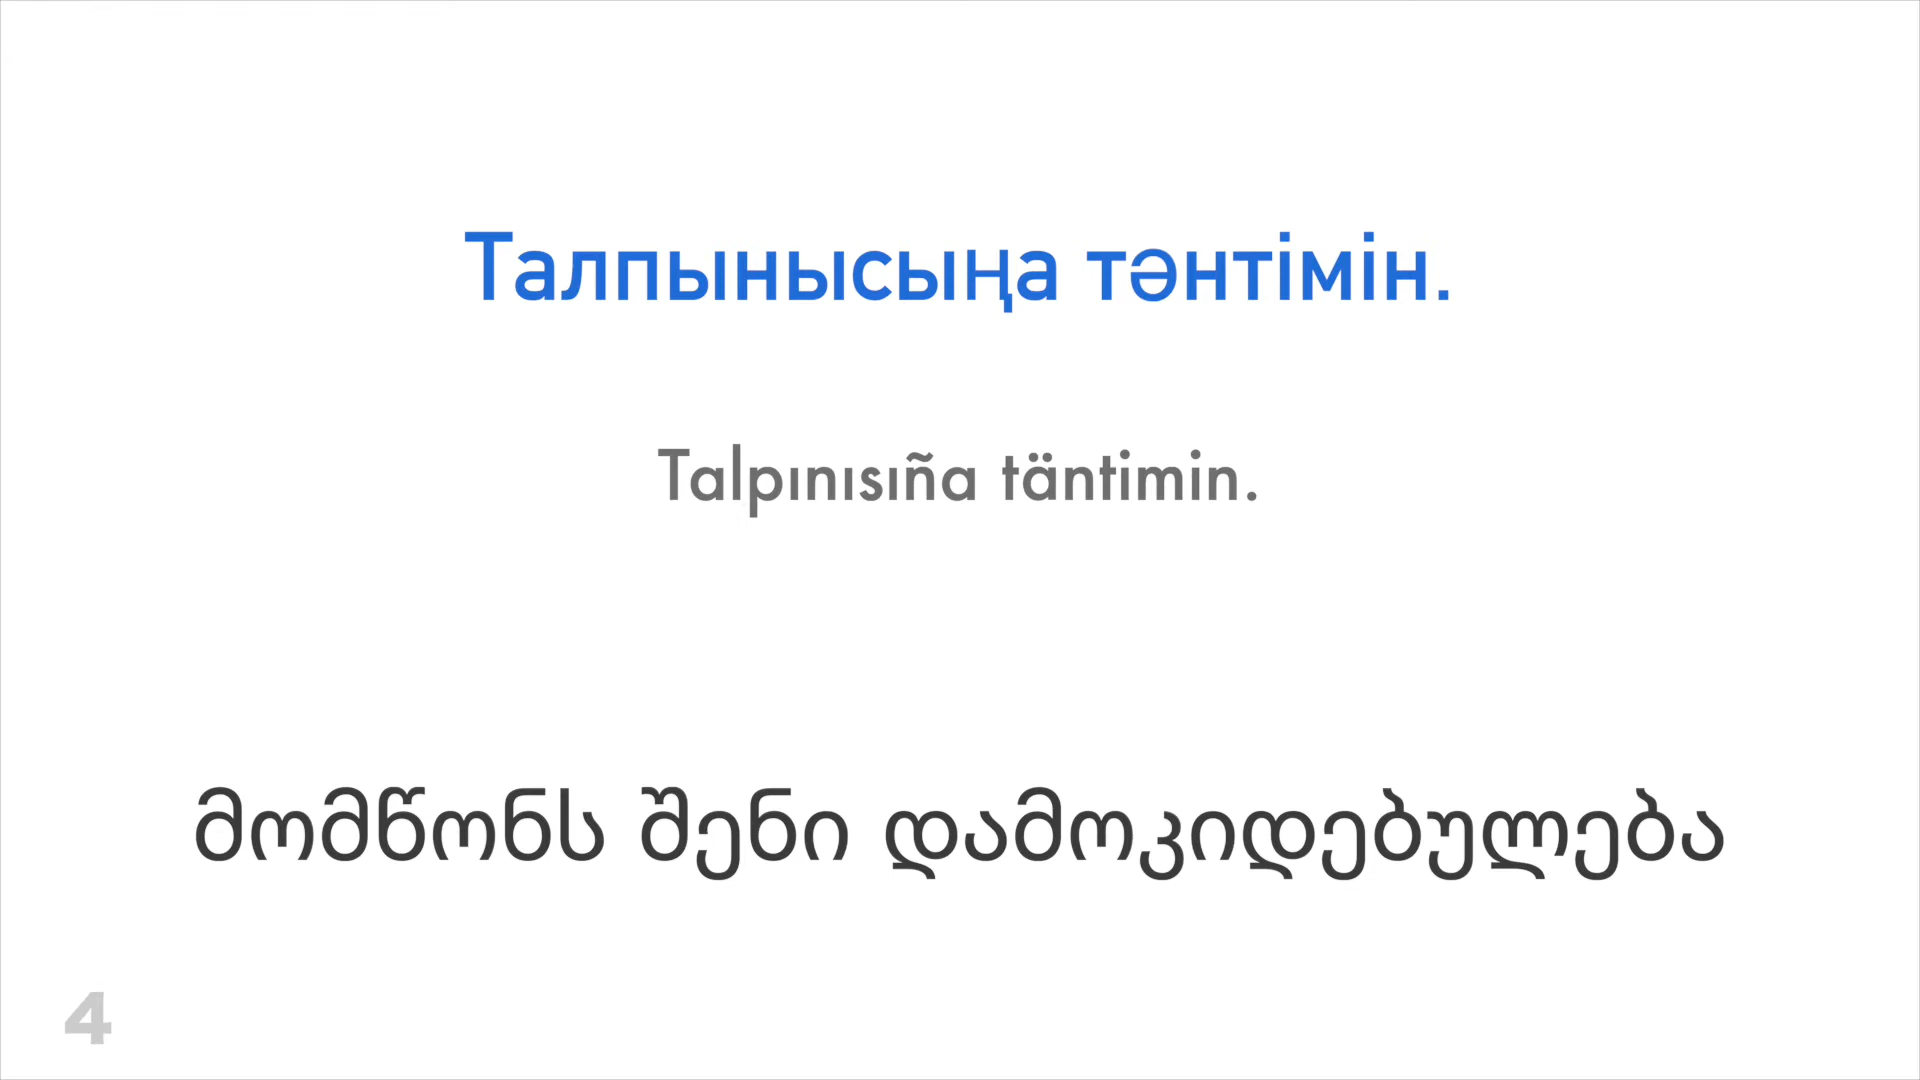 Талпынысыңа тәнтімін.
Talpınısıña täntimin.
მომწონს შენი დამოკიდებულება
4